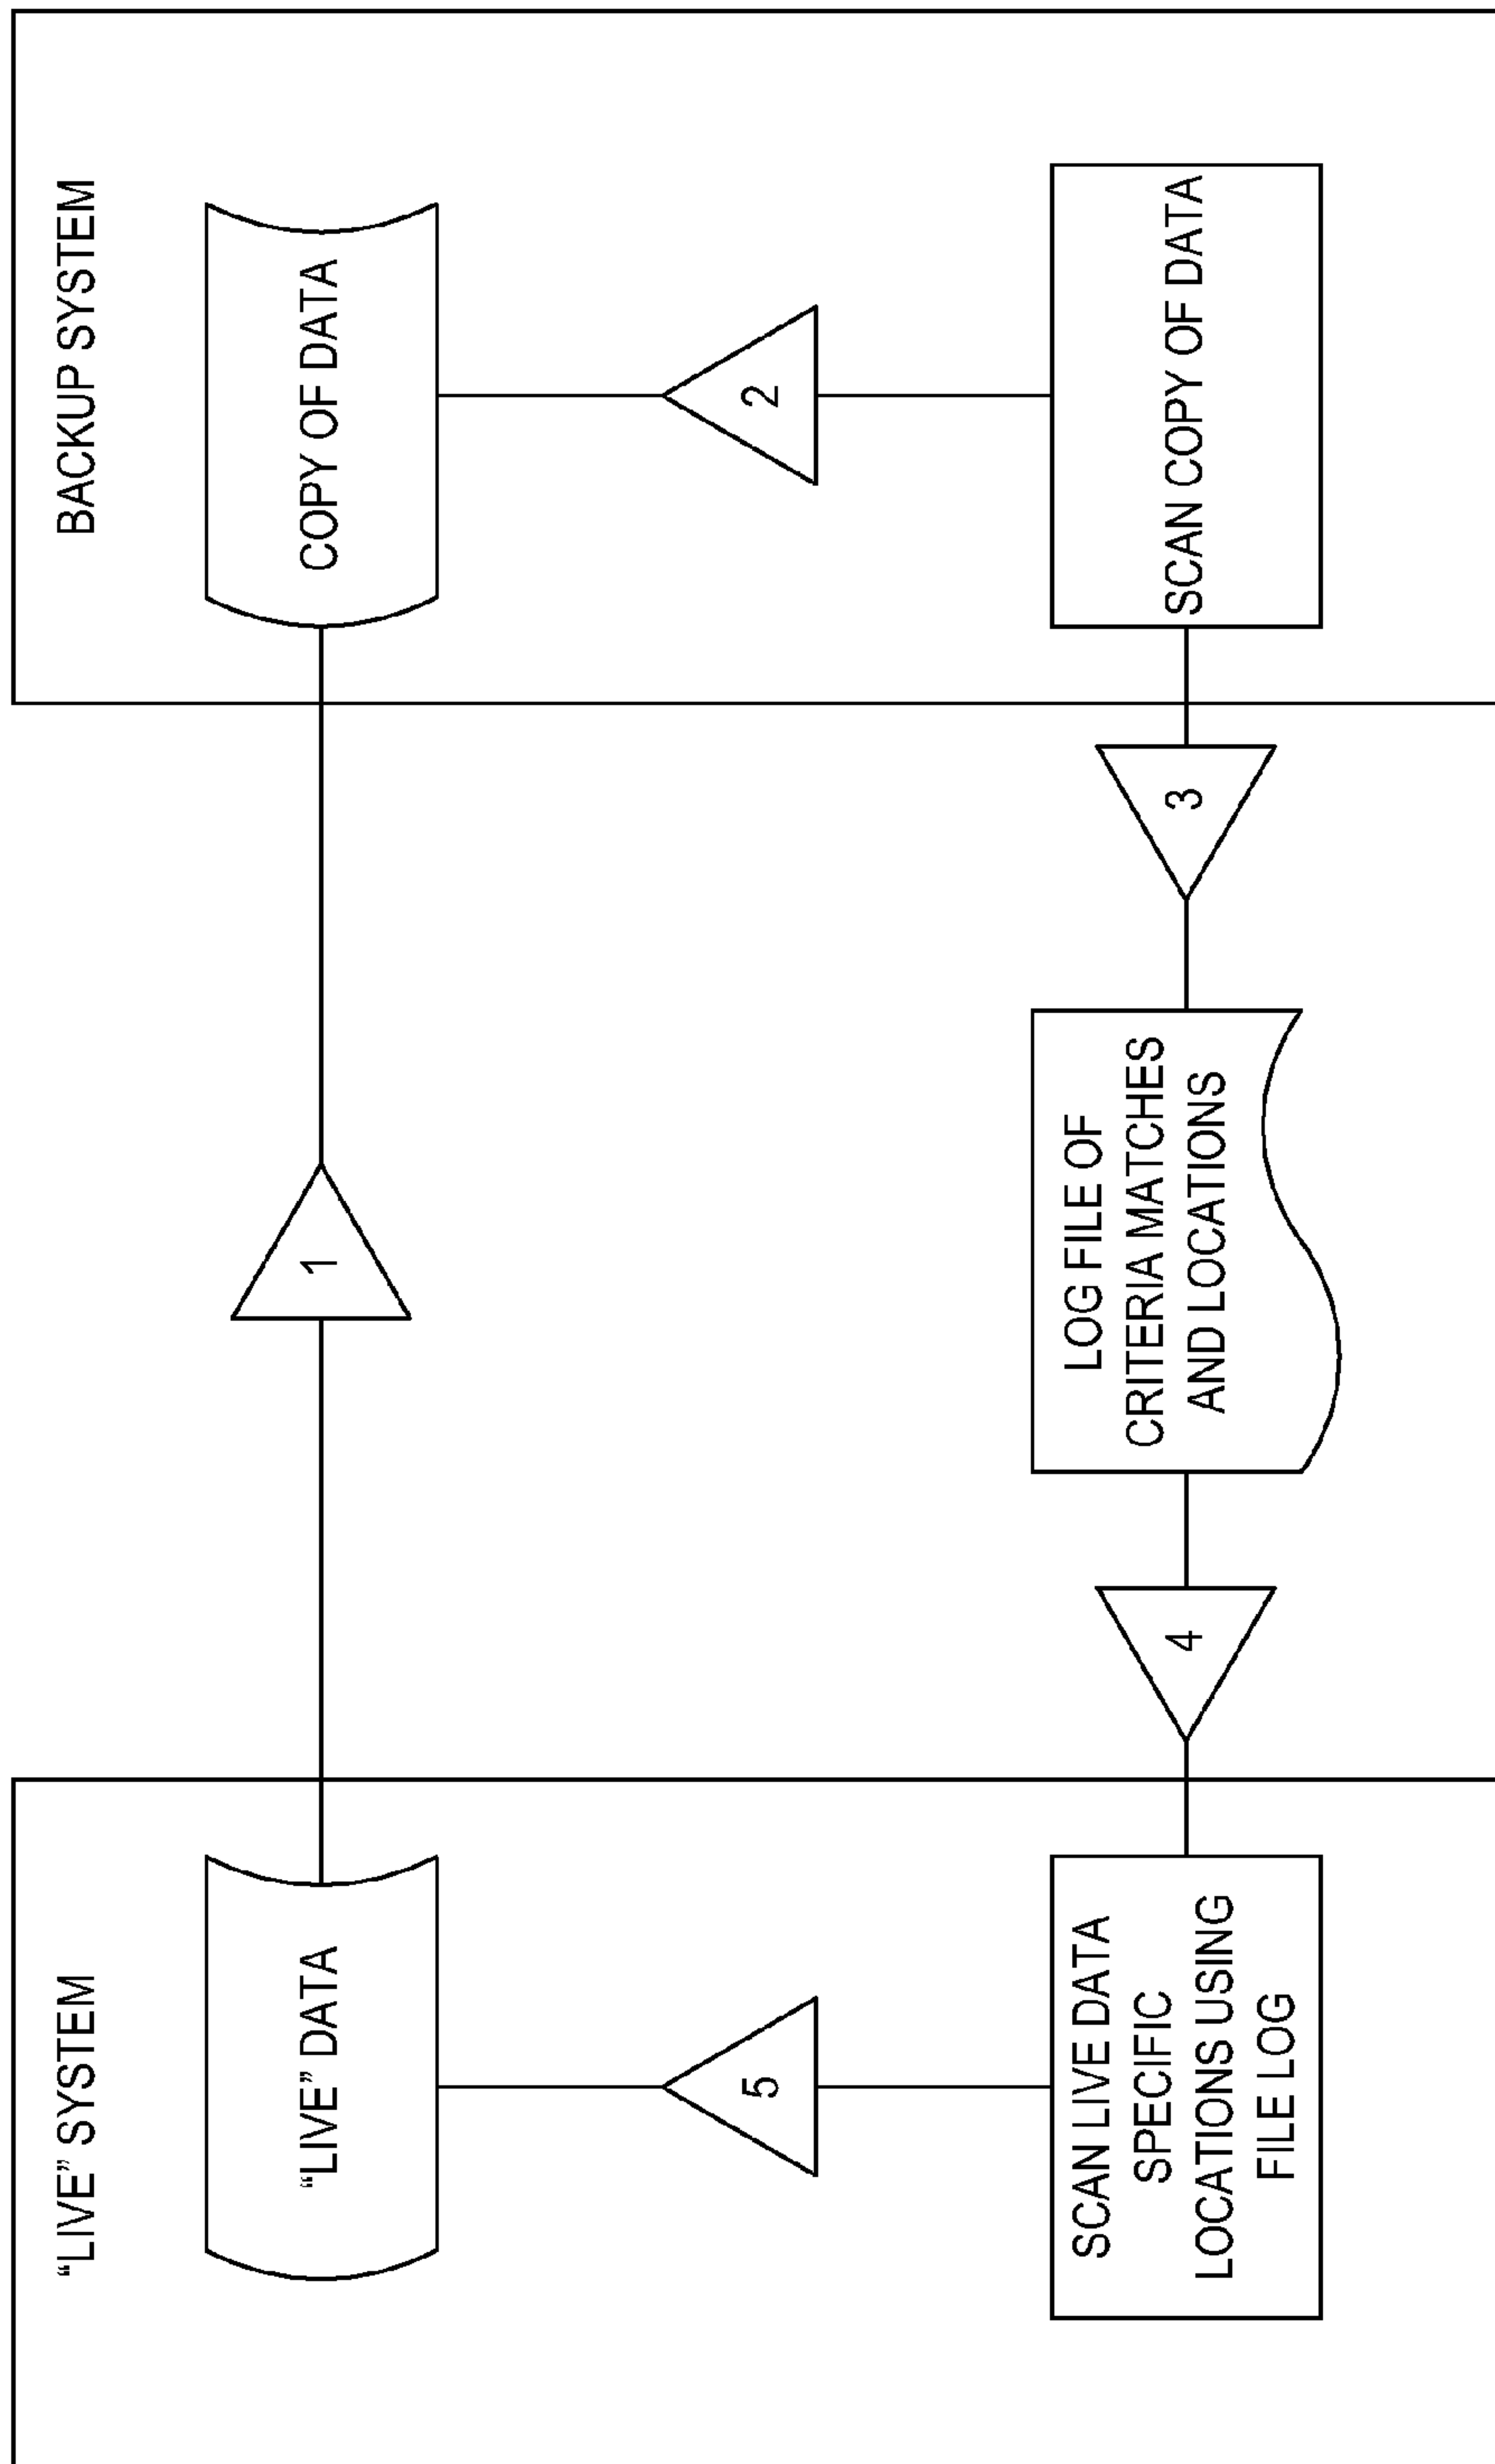 “LIVE” SYSTEM
BACKUP SYSTEM
“LIVE” DATA
1
COPY OF DATA
5
2
SCAN LIVE DATA
SPECIFIC
LOCATIONS USING
FILE LOG
4
LOG FILE OF
CRITERIA MATCHES
AND LOCATIONS
3
SCAN COPY OF DATA